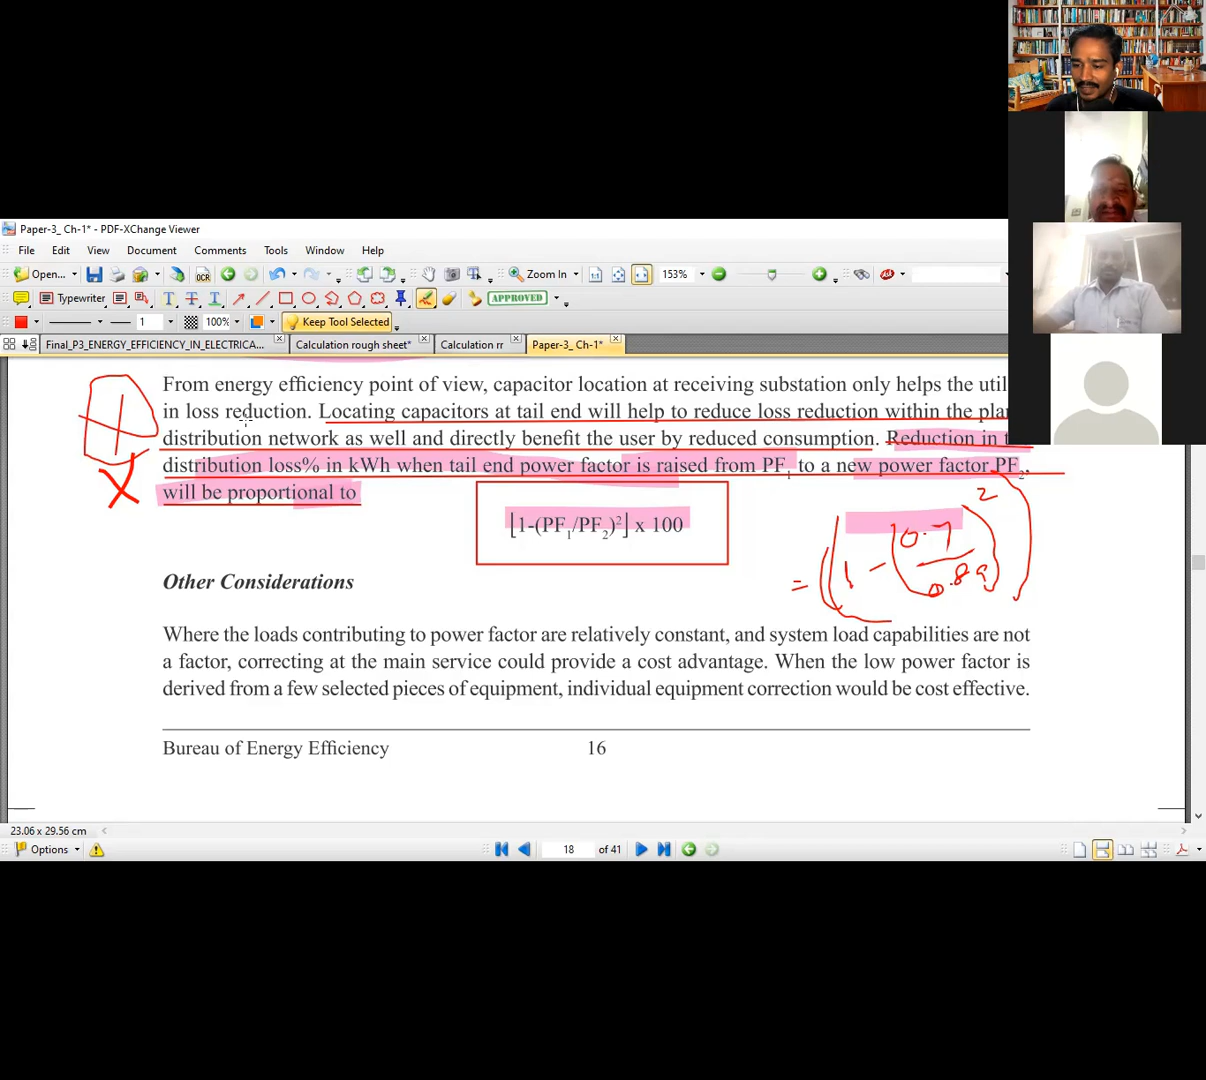 Paper-3_ Ch-1* - PDF-XChange Viewer
File Edit View Document Comments Tools Window Help
Open... OCR Zoom In 153%
Typewriter APPROVED
1 100% Keep Tool Selected
Final_P3_ENERGY_EFFICIENCY_IN_ELECTRICA... Calculation rough sheet* Calculation rr Paper-3_ Ch-1*
From energy efficiency point of view, capacitor location at receiving substation only helps the util
in loss reduction. Locating capacitors at tail end will help to reduce loss reduction within the plan
distribution network as well and directly benefit the user by reduced consumption. Reduction in t
distribution loss% in kWh when tail end power factor is raised from PF1 to a new power factor PF2,
will be proportional to
[1-(PF1/PF2)²] x 100
= ((1 - (0.7/0.89)²)
Other Considerations
Where the loads contributing to power factor are relatively constant, and system load capabilities are not
a factor, correcting at the main service could provide a cost advantage. When the low power factor is
derived from a few selected pieces of equipment, individual equipment correction would be cost effective.
Bureau of Energy Efficiency 16
23.06 x 29.56 cm
Options 18 of 41